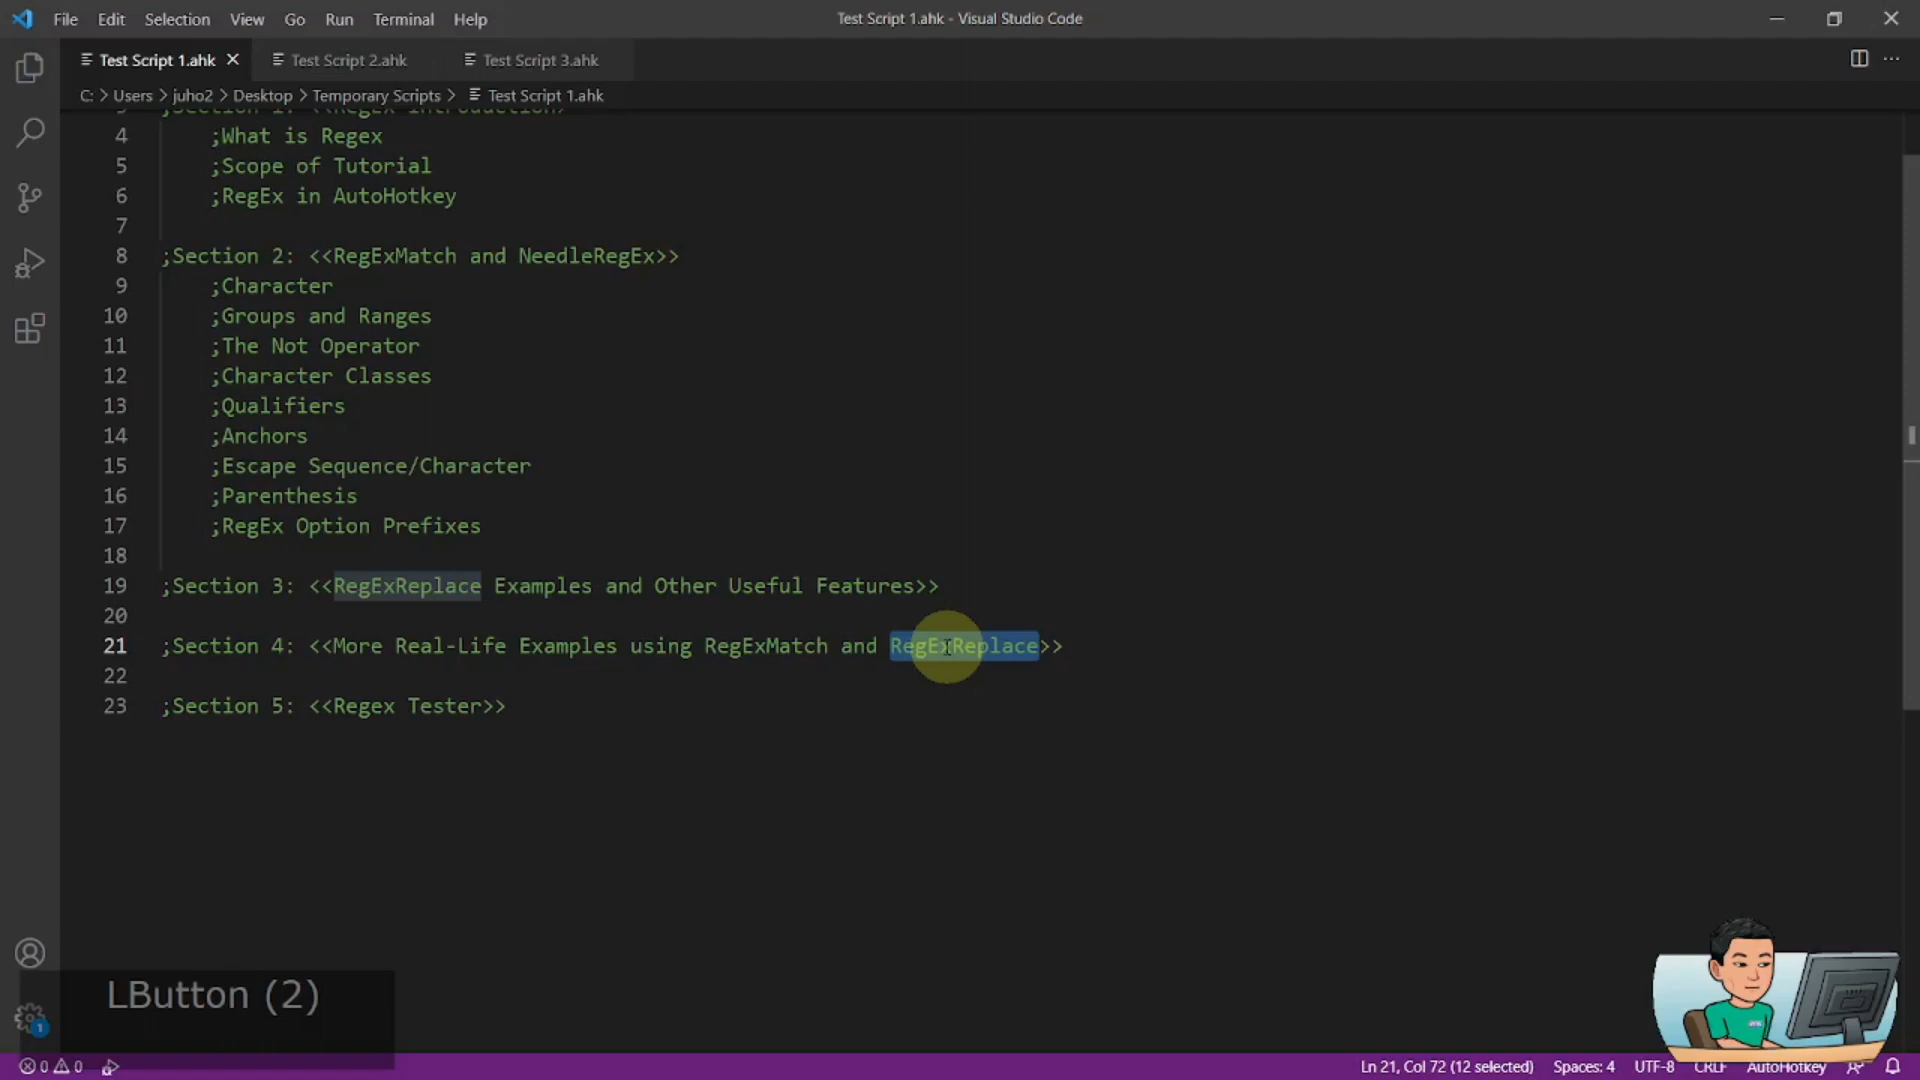 File Edit Selection View Go Run Terminal Help
Test Script 1.ahk - Visual Studio Code
Test Script 1.ahk Test Script 2.ahk Test Script 3.ahk
C: > Users > juho2 > Desktop > Temporary Scripts > Test Script 1.ahk
3 ;Section 1: <<RegEx Introduction>
4 ;What is Regex
5 ;Scope of Tutorial
6 ;RegEx in AutoHotkey
7
8 ;Section 2: <<RegExMatch and NeedleRegEx>>
9 ;Character
10 ;Groups and Ranges
11 ;The Not Operator
12 ;Character Classes
13 ;Qualifiers
14 ;Anchors
15 ;Escape Sequence/Character
16 ;Parenthesis
17 ;RegEx Option Prefixes
18
19 ;Section 3: <<RegExReplace Examples and Other Useful Features>>
20
21 ;Section 4: <<More Real-Life Examples using RegExMatch and RegExReplace>>
22
23 ;Section 5: <<Regex Tester>>
LButton (2)
1
0 0
Ln 21, Col 72 (12 selected) Spaces: 4 UTF-8 CRLF AutoHotkey